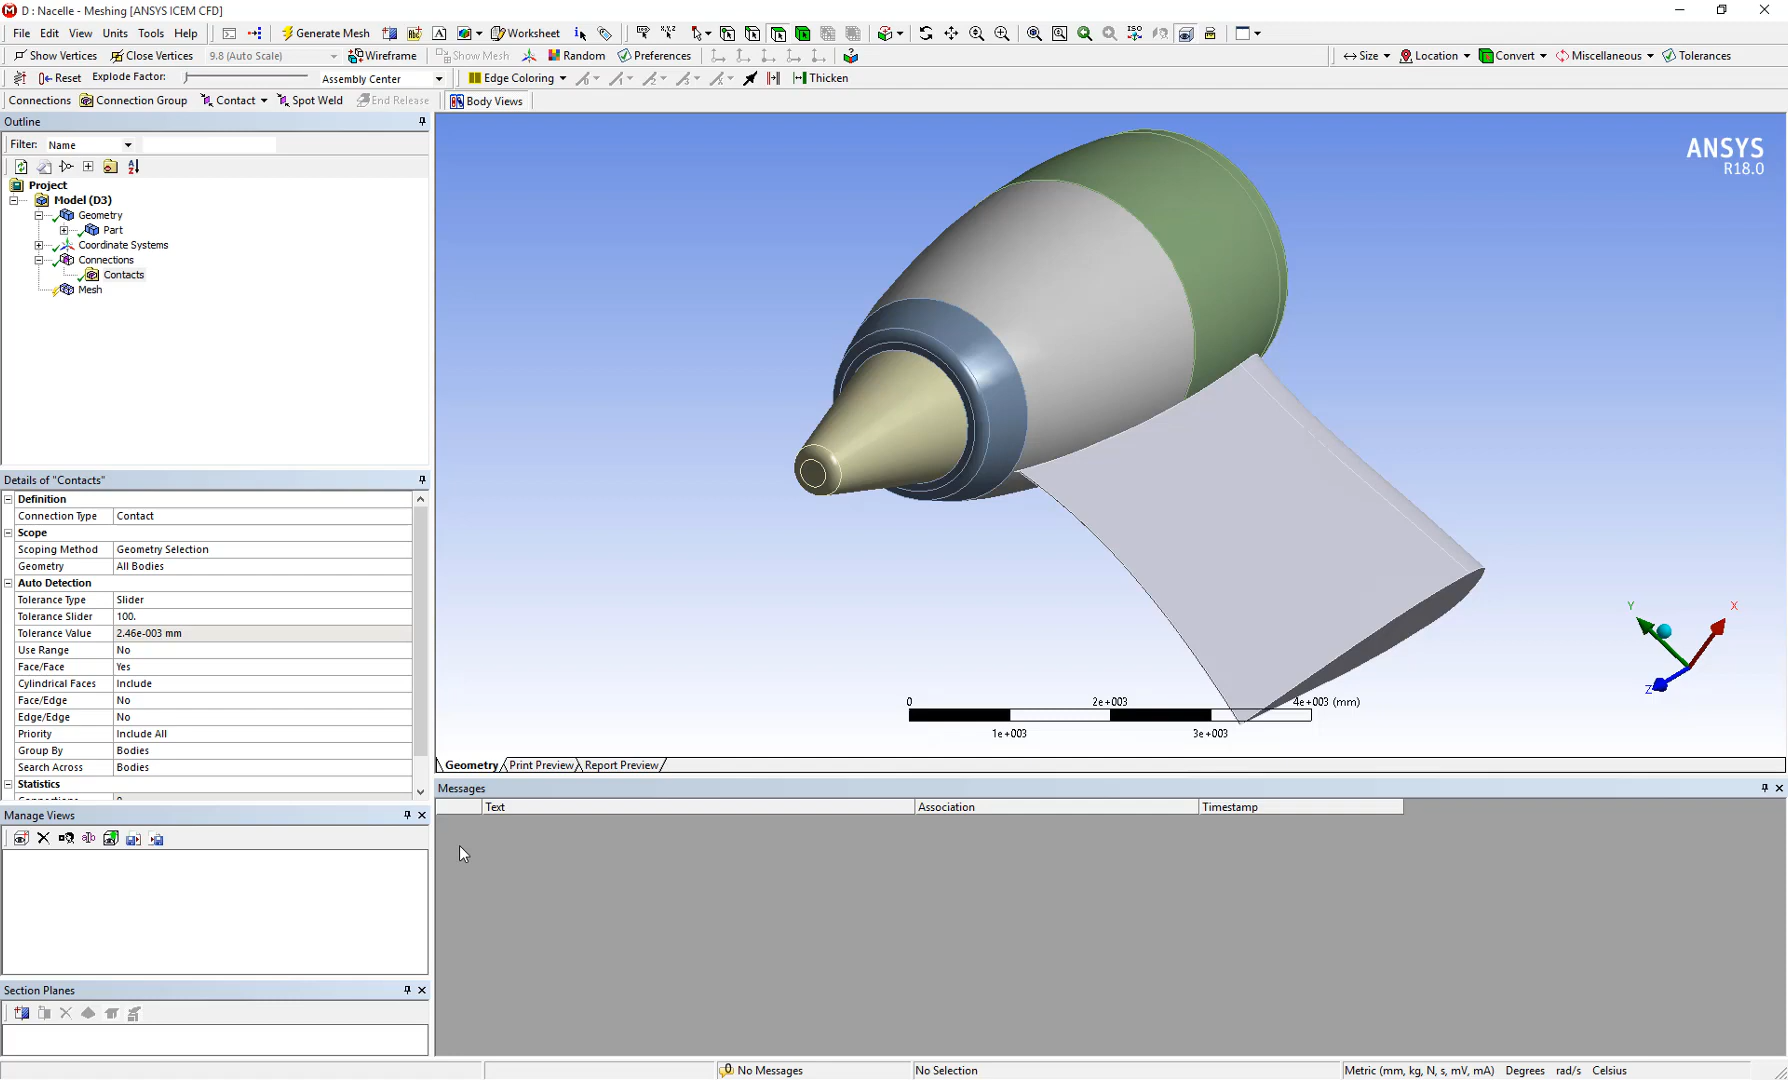 D : Nacelle - Meshing [ANSYS ICEM CFD]
File Edit View Units Tools Help Generate Mesh A Worksheet
Show Vertices Close Vertices 9.8 (Auto Scale) Wireframe Show Mesh Random Preferences Size Location Convert Miscellaneous Tolerances
Reset Explode Factor: Assembly Center Edge Coloring Thicken
Connections Connection Group Contact Spot Weld End Release Body Views
Outline
Filter: Name
Project
Model (D3)
Geometry
Part
Coordinate Systems
Connections
Contacts
Mesh
ANSYS
R18.0
Details of "Contacts"
Definition
Connection Type Contact
Scope
Scoping Method Geometry Selection
Geometry All Bodies
Auto Detection
Tolerance Type Slider
Tolerance Slider 100.
Tolerance Value 2.46e-003 mm
Use Range No
Face/Face Yes
Cylindrical Faces Include
Face/Edge No
Edge/Edge No
Priority Include All
Group By Bodies
Search Across Bodies
Statistics
Y X
Z
0 2e+003 4e+003 (mm)
1e+003 3e+003
Geometry Print Preview Report Preview
Messages
Text Association Timestamp
Manage Views
Section Planes
No Messages No Selection Metric (mm, kg, N, s, mV, mA) Degrees rad/s Celsius